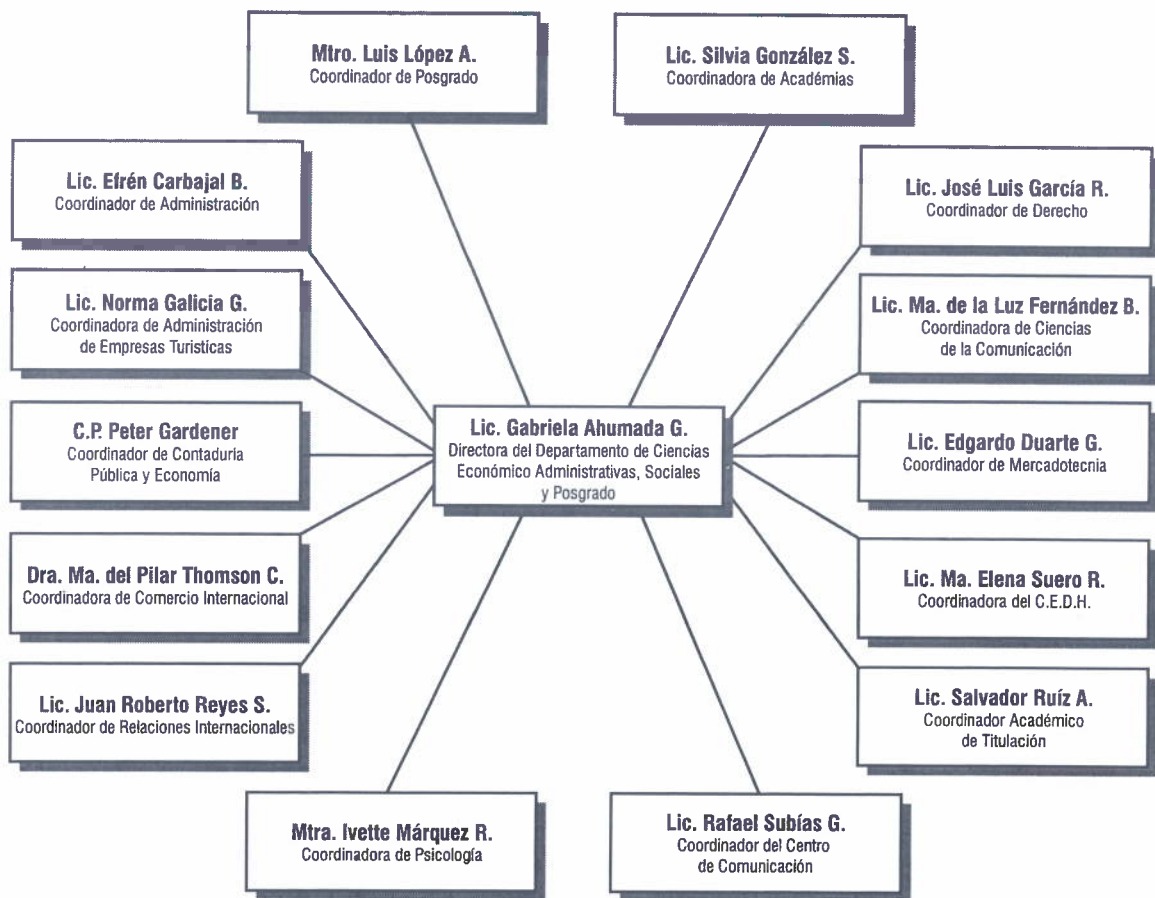 Mtro. Luis López A.
Coordinador de Posgrado
Lic. Silvia González S.
Coordinadora de Académias
Lic. Efrén Carbajal B.
Coordinador de Administración
Lic. José Luis García R.
Coordinador de Derecho
Lic. Norma Galicia G.
Coordinadora de Administración
de Empresas Turisticas
Lic. Ma. de la Luz Fernández B.
Coordinadora de Ciencias
de la Comunicación
C.P. Peter Gardener
Coordinador de Contaduría
Pública y Economía
Lic. Gabriela Ahumada G.
Directora del Departamento de Ciencias
Económico Administrativas, Sociales
y Posgrado
Lic. Edgardo Duarte G.
Coordinador de Mercadotecnia
Dra. Ma. del Pilar Thomson C.
Coordinadora de Comercio Internacional
Lic. Ma. Elena Suero R.
Coordinadora del C.E.D.H.
Lic. Juan Roberto Reyes S.
Coordinador de Relaciones Internacionales
Lic. Salvador Ruíz A.
Coordinador Académico
de Titulación
Mtra. Ivette Márquez R.
Coordinadora de Psicología
Lic. Rafael Subías G.
Coordinador del Centro
de Comunicación